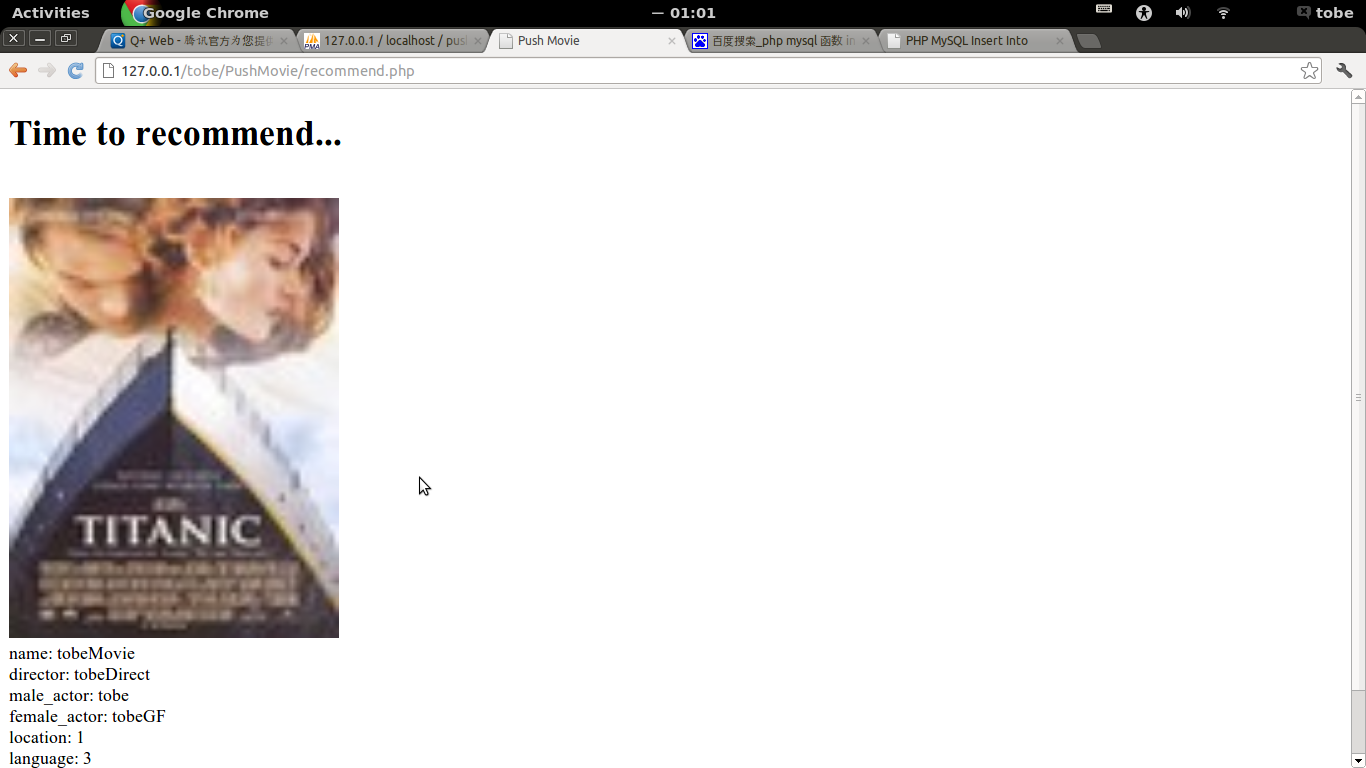 Activities
Google Chrome
— 01:01
tobe
Q+ Web - 腾讯官方为您提供
127.0.0.1 / localhost / push
Push Movie
百度搜索_php mysql 函数 in
PHP MySQL Insert Into
127.0.0.1/tobe/PushMovie/recommend.php
Time to recommend...
TITANIC
name: tobeMovie
director: tobeDirect
male_actor: tobe
female_actor: tobeGF
location: 1
language: 3